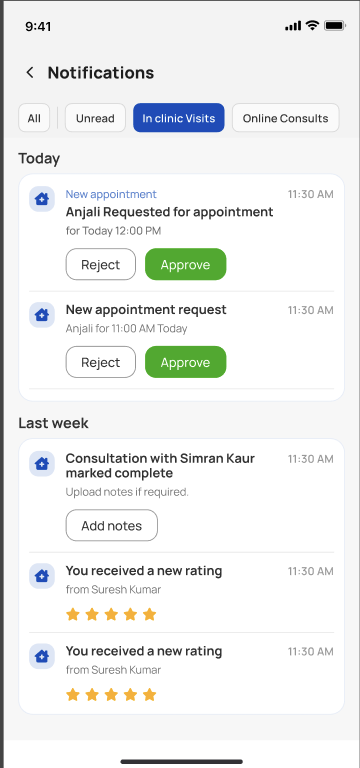 9:41
Notifications
All
Unread
In clinic Visits
Online Consults
Today
New appointment
11:30 AM
Anjali Requested for appointment
for Today 12:00 PM
Reject
Approve
New appointment request
11:30 AM
Anjali for 11:00 AM Today
Reject
Approve
Last week
Consultation with Simran Kaur
11:30 AM
marked complete
Upload notes if required.
Add notes
You received a new rating
11:30 AM
from Suresh Kumar
You received a new rating
11:30 AM
from Suresh Kumar